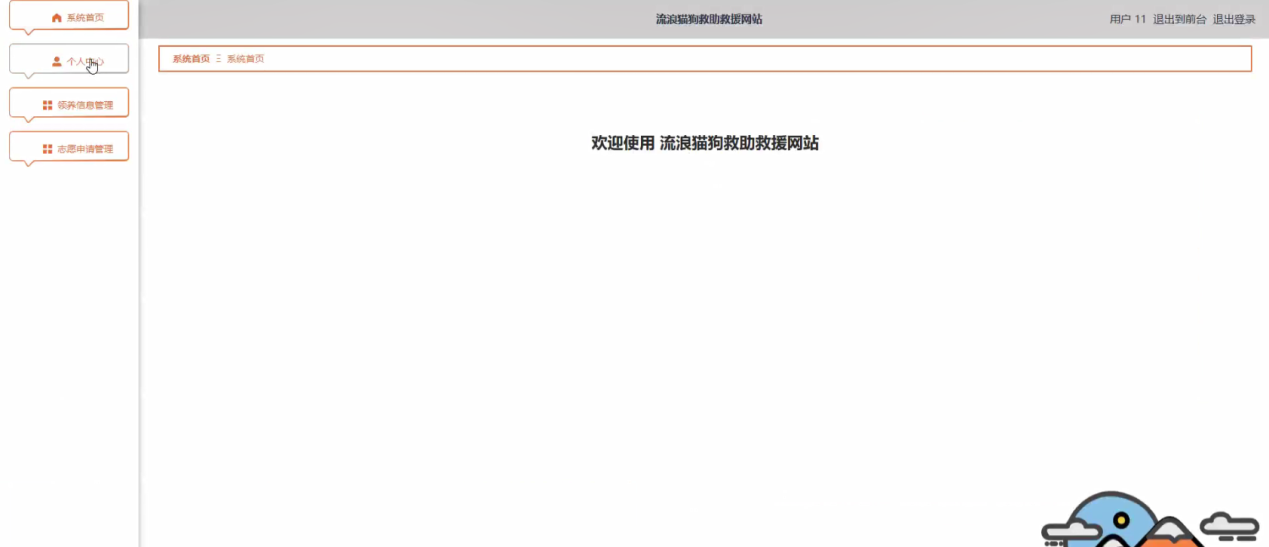 系统首页
个人中心
领养信息管理
志愿申请管理
流浪猫狗救助救援网站
用户 11 退出到前台 退出登录
系统首页 Ξ 系统首页
欢迎使用 流浪猫狗救助救援网站